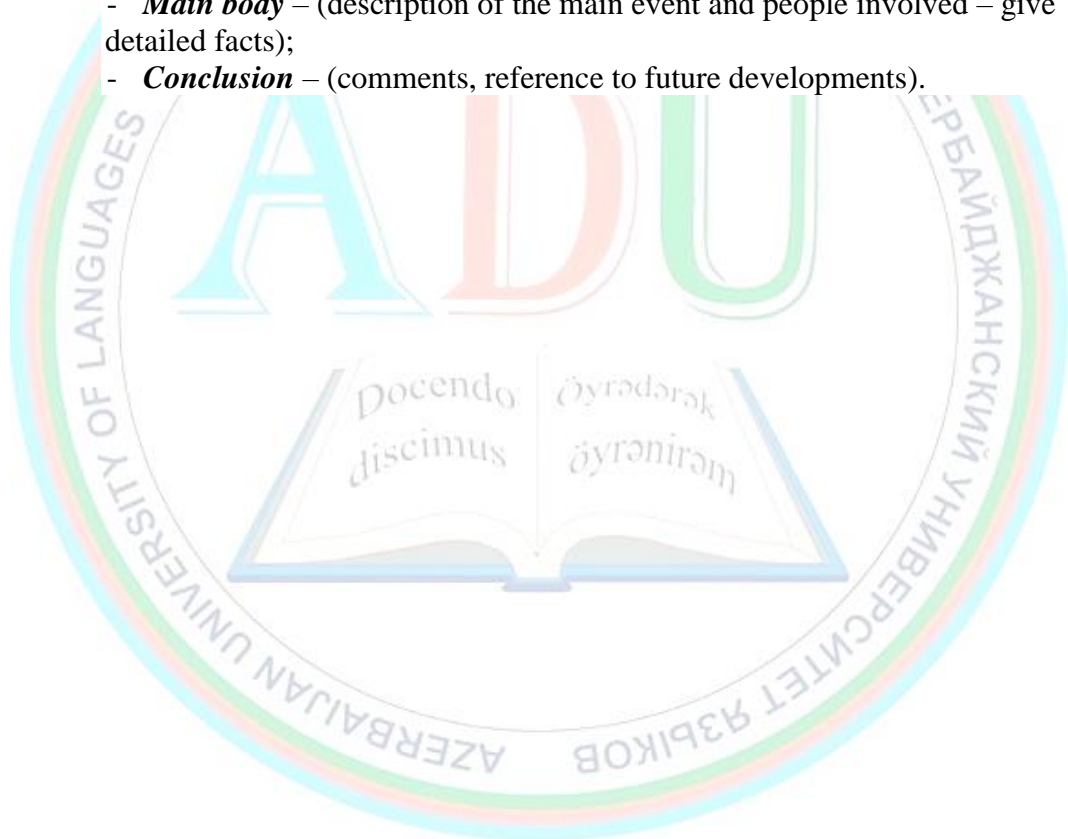 - Main body – (description of the main event and people involved – give
detailed facts);
- Conclusion – (comments, reference to future developments).
ADU
Docendo
discimus
Öyrədərək
öyrənirəm
AZERBAIJAN UNIVERSITY OF LANGUAGES
УНИВЕРСИТЕТ ЯЗЫКОВ